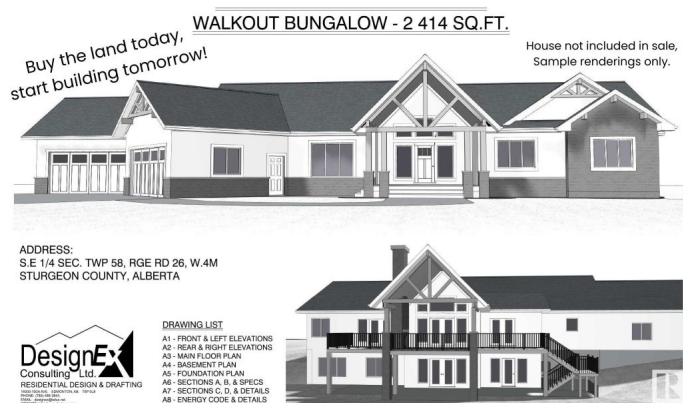 WALKOUT BUNGALOW - 2 414 SQ.FT.
Buy the land today,
start building tomorrow!
House not included in sale,
Sample renderings only.
ADDRESS:
S.E 1/4 SEC. TWP 58, RGE RD 26, W.4M
STURGEON COUNTY, ALBERTA
DesignEx
Consulting Ltd.
RESIDENTIAL DESIGN & DRAFTING
DRAWING LIST
A1 - FRONT & LEFT ELEVATIONS
A2 - REAR & RIGHT ELEVATIONS
A3 - MAIN FLOOR PLAN
A4 - BASEMENT PLAN
A5 - FOUNDATION PLAN
A6 - SECTIONS A, B, & SPECS
A7 - SECTIONS C, D, & DETAILS
A8 - ENERGY CODE & DETAILS